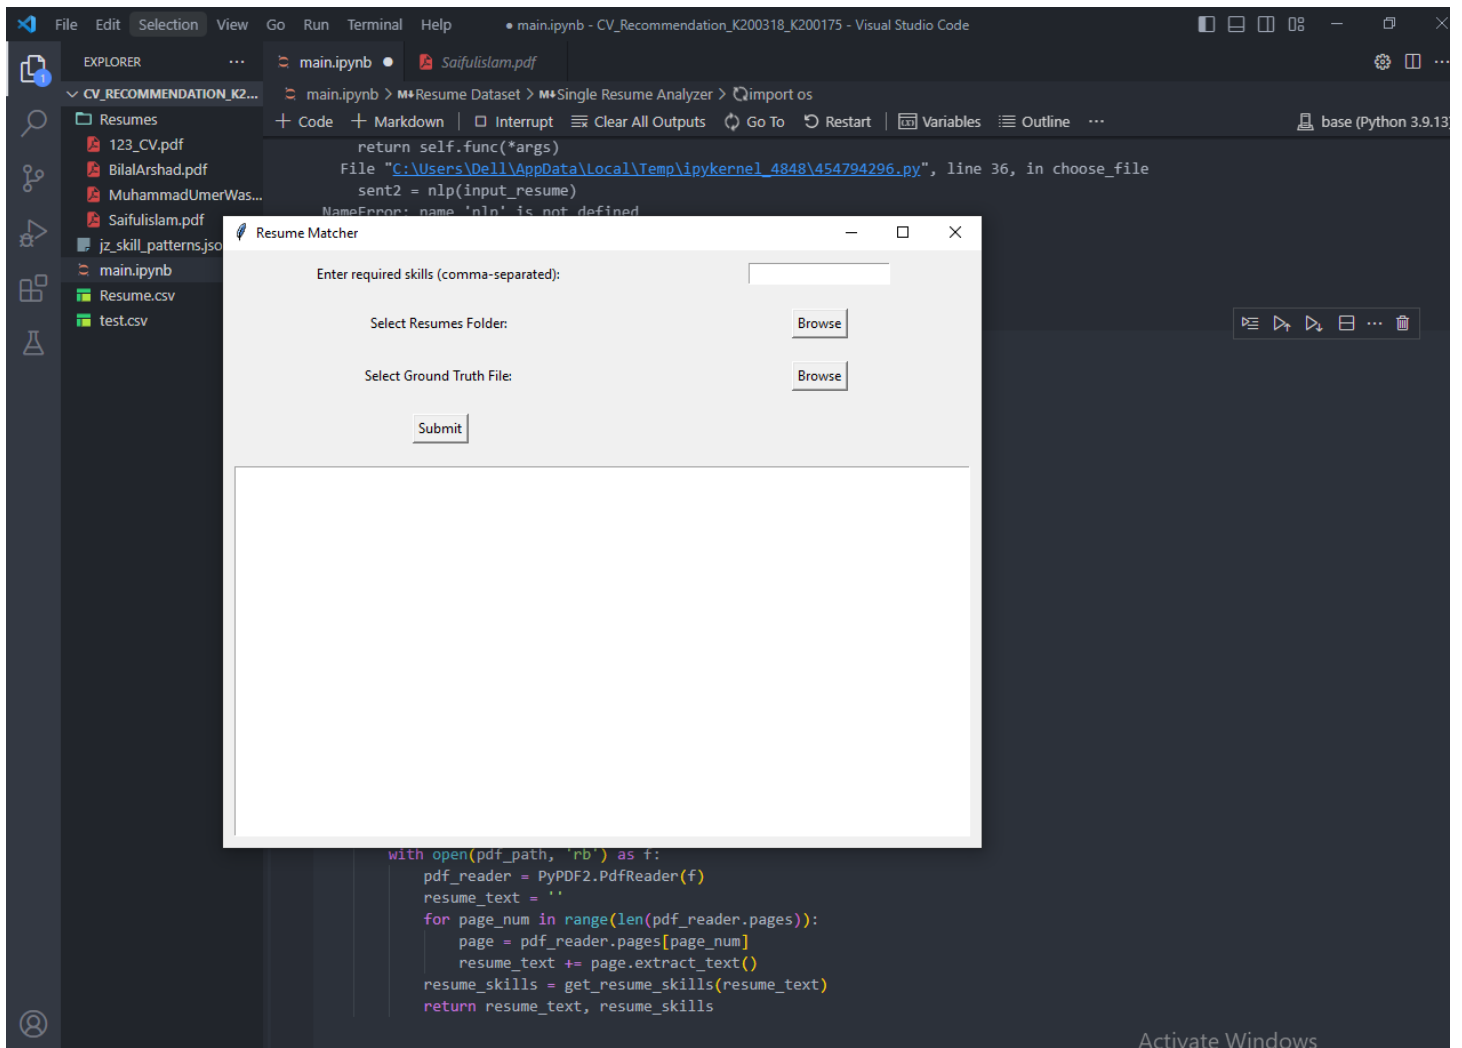 File Edit Selection View Go Run Terminal Help ● main.ipynb - CV_Recommendation_K200318_K200175 - Visual Studio Code
EXPLORER ··· main.ipynb ● Saifulislam.pdf ···
CV_RECOMMENDATION_K2... main.ipynb > M↓Resume Dataset > M↓Single Resume Analyzer > import os
Resumes + Code + Markdown | Interrupt Clear All Outputs Go To Restart | Variables Outline ··· base (Python 3.9.13)
123_CV.pdf
BilalArshad.pdf
MuhammadUmerWas...
Saifulislam.pdf
jz_skill_patterns.jso
main.ipynb
Resume.csv
test.csv
return self.func(*args)
File "C:\Users\Dell\AppData\Local\Temp\ipykernel_4848\454794296.py", line 36, in choose_file
sent2 = nlp(input_resume)
NameError: name 'nlp' is not defined
Resume Matcher
Enter required skills (comma-separated):
Select Resumes Folder: Browse
Select Ground Truth File: Browse
Submit
with open(pdf_path, 'rb') as f:
pdf_reader = PyPDF2.PdfReader(f)
resume_text = ''
for page_num in range(len(pdf_reader.pages)):
page = pdf_reader.pages[page_num]
resume_text += page.extract_text()
resume_skills = get_resume_skills(resume_text)
return resume_text, resume_skills
Activate Windows